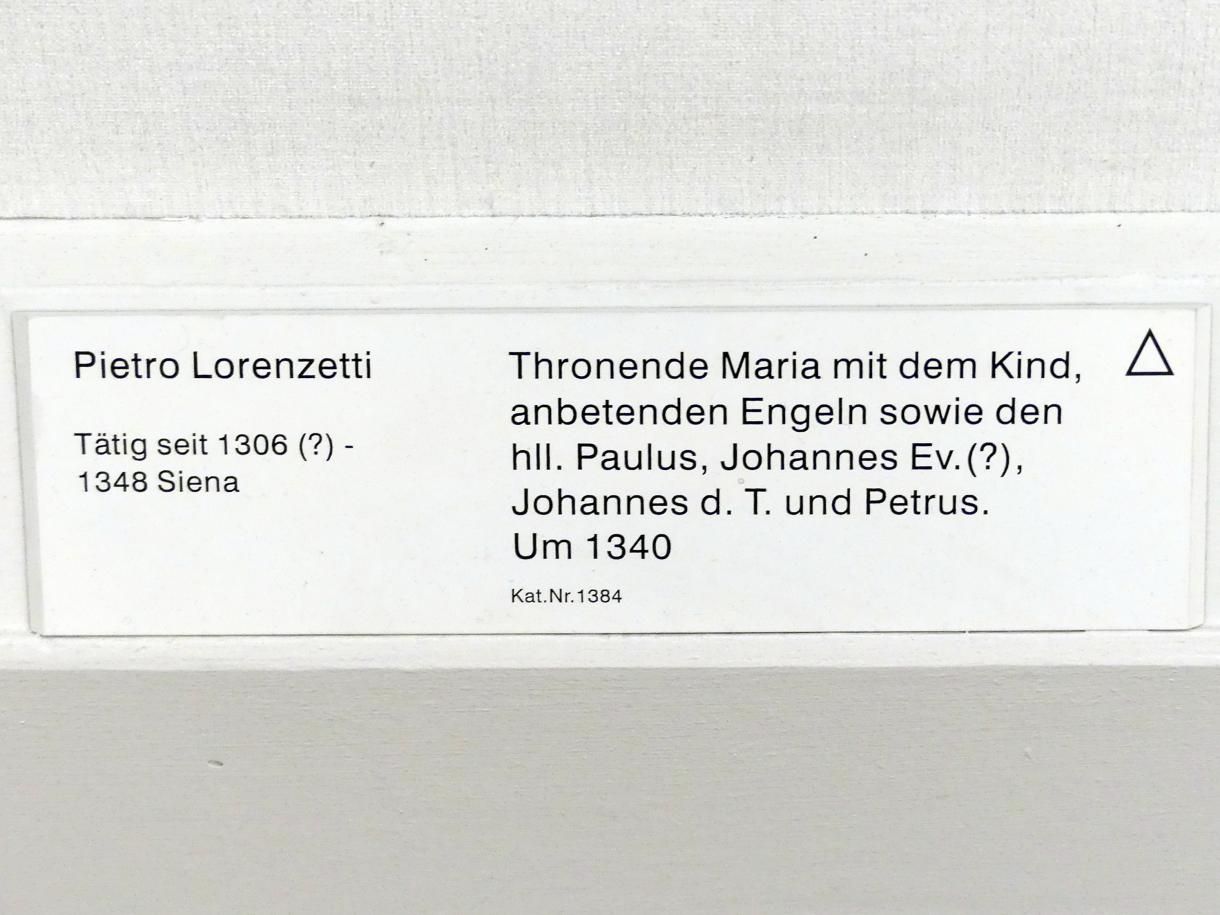 Pietro Lorenzetti
Tätig seit 1306 (?) -
1348 Siena
Thronende Maria mit dem Kind,
anbetenden Engeln sowie den
hll. Paulus, Johannes Ev.(?),
Johannes d. T. und Petrus.
Um 1340
Kat.Nr.1384